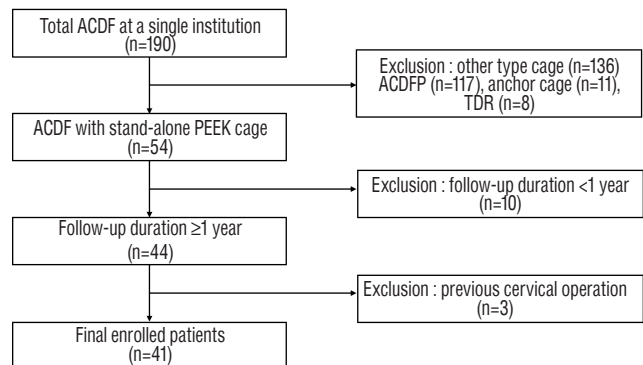 Total ACDF at a single institution
(n=190)
Exclusion : other type cage (n=136)
ACDFP (n=117), anchor cage (n=11),
TDR (n=8)
ACDF with stand-alone PEEK cage
(n=54)
Exclusion : follow-up duration <1 year
(n=10)
Follow-up duration ≥1 year
(n=44)
Exclusion : previous cervical operation
(n=3)
Final enrolled patients
(n=41)